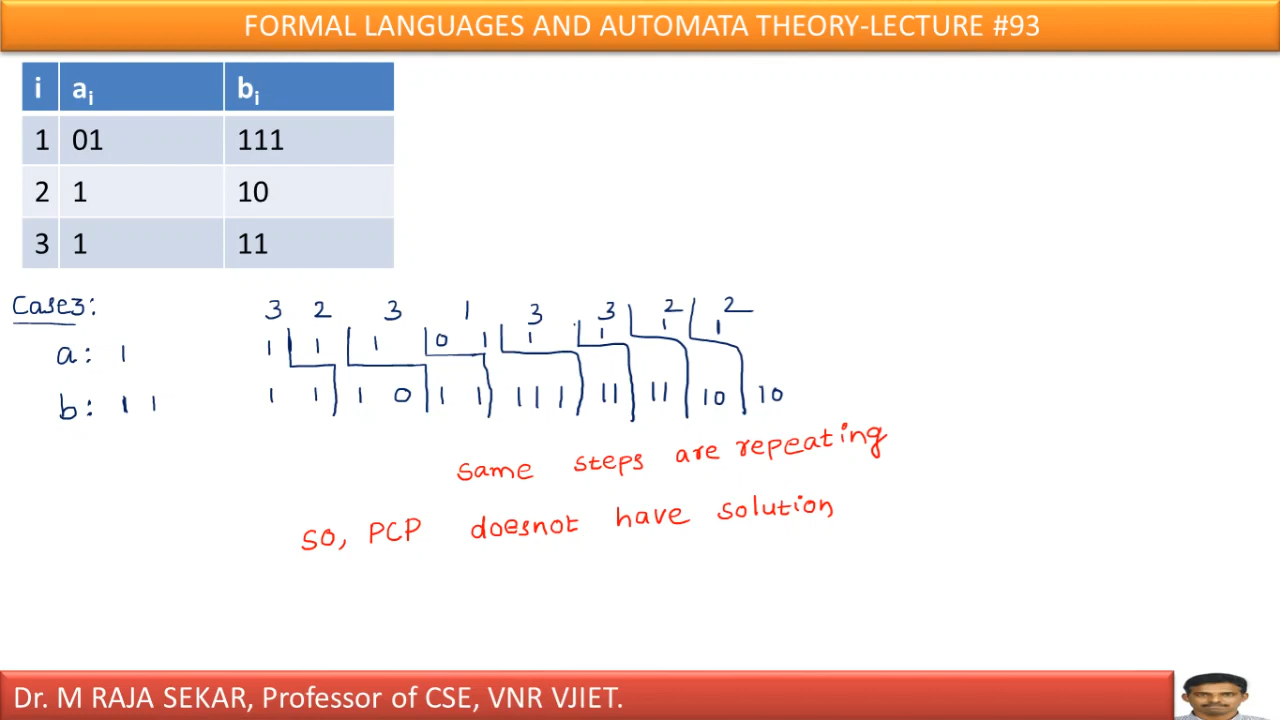 FORMAL LANGUAGES AND AUTOMATA THEORY-LECTURE #93
i ai bi
1 01 111
2 1 10
3 1 11
Case3:
3 2 3 1 3 3 2 2
1 1 1 0 1 1 1 1 1
a: 1
b: 1 1
1 1 1 0 1 1 1 1 1 11 11 10 10
same steps are repeating
so, PCP doesnot have solution,
Dr. M RAJA SEKAR, Professor of CSE, VNR VJIET.